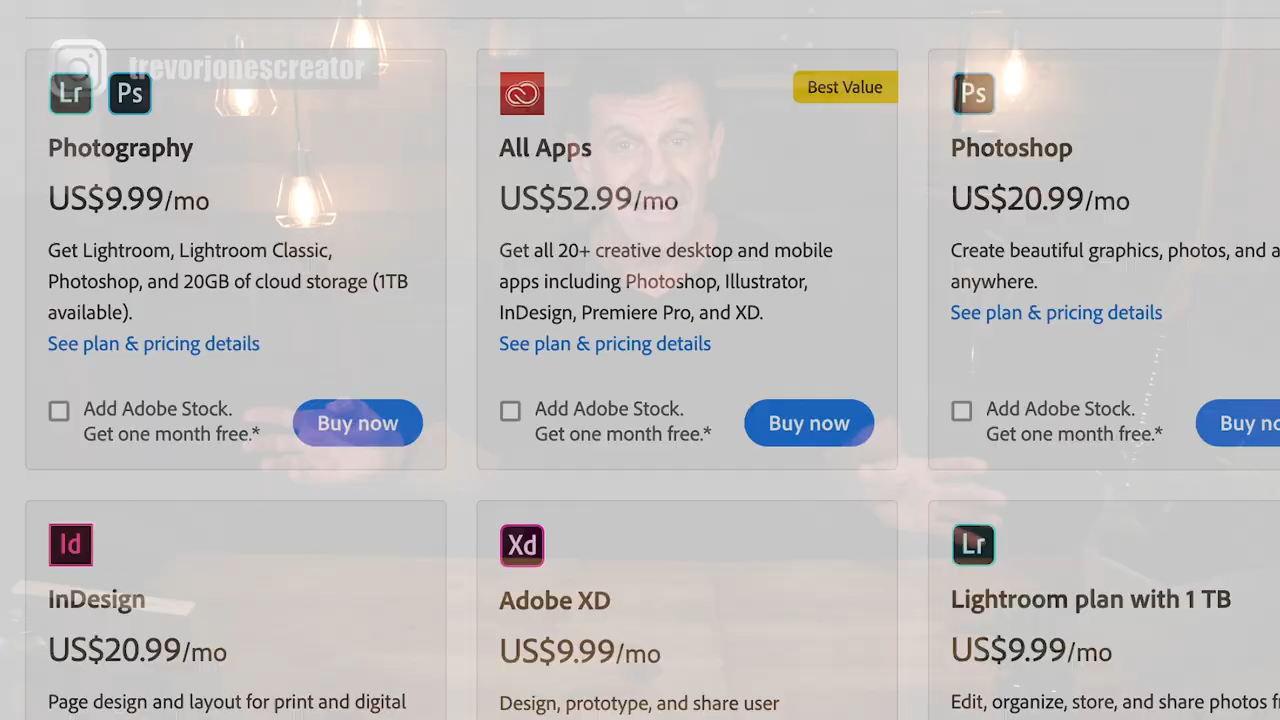 trevorjonescreator
Lr Ps
Photography
US$9.99/mo
Get Lightroom, Lightroom Classic,
Photoshop, and 20GB of cloud storage (1TB
available).
See plan & pricing details
Add Adobe Stock.
Get one month free.*
Buy now
Best Value
All Apps
US$52.99/mo
Get all 20+ creative desktop and mobile
apps including Photoshop, Illustrator,
InDesign, Premiere Pro, and XD.
See plan & pricing details
Add Adobe Stock.
Get one month free.*
Buy now
Ps
Photoshop
US$20.99/mo
Create beautiful graphics, photos, and
anywhere.
See plan & pricing details
Add Adobe Stock.
Get one month free.*
Buy
Id
InDesign
US$20.99/mo
Page design and layout for print and digital
Xd
Adobe XD
US$9.99/mo
Design, prototype, and share user
Lr
Lightroom plan with 1 TB
US$9.99/mo
Edit, organize, store, and share photos